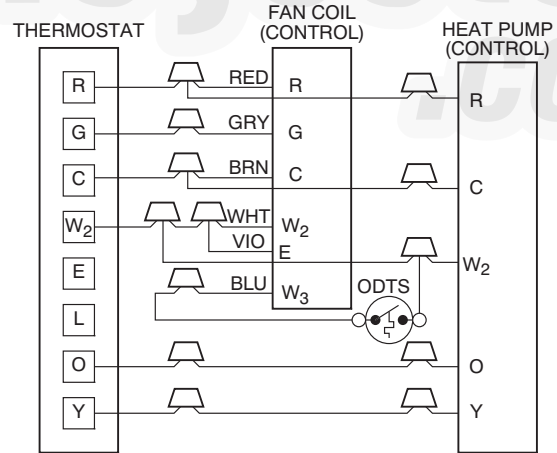 THERMOSTAT
FAN COIL
(CONTROL)
HEAT PUMP
(CONTROL)
R
RED
R
R
G
GRY
G
C
BRN
C
C
W2
WHT
W2
VIO
E
W2
E
BLU
W3
ODTS
L
O
O
Y
Y